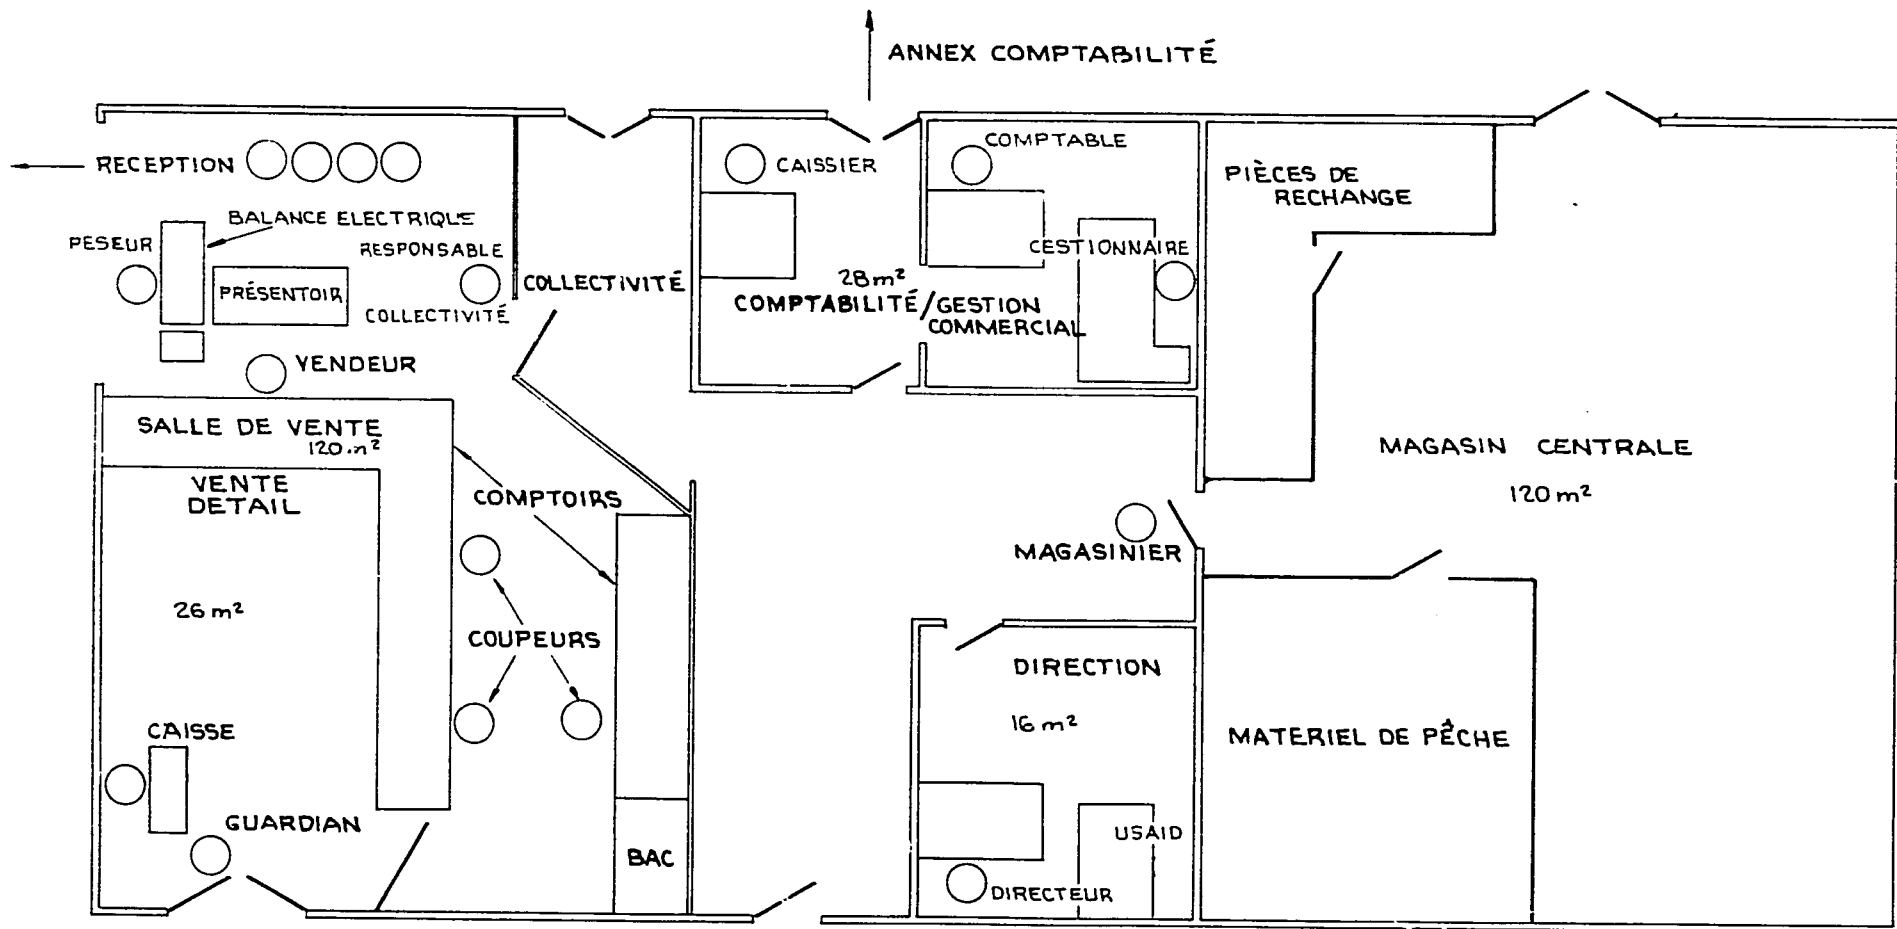 ANNEX COMPTABILITÉ
RECEPTION
CAISSIER
COMPTABLE
PIÈCES DE
RECHANGE
BALANCE ELECTRIQUE
PESEUR
RESPONSABLE
COLLECTIVITÉ
PRÉSENTOIR
COLLECTIVITÉ
CESTIONNAIRE
28 m²
COMPTABILITÉ/GESTION
COMMERCIAL
VENDEUR
SALLE DE VENTE
120 m²
VENTE
DETAIL
COMPTOIRS
MAGASIN CENTRALE
120 m²
MAGASINIER
26 m²
COUPEURS
DIRECTION
16 m²
CAISSE
MATERIEL DE PÊCHE
GUARDIAN
BAC
USAID
DIRECTEUR